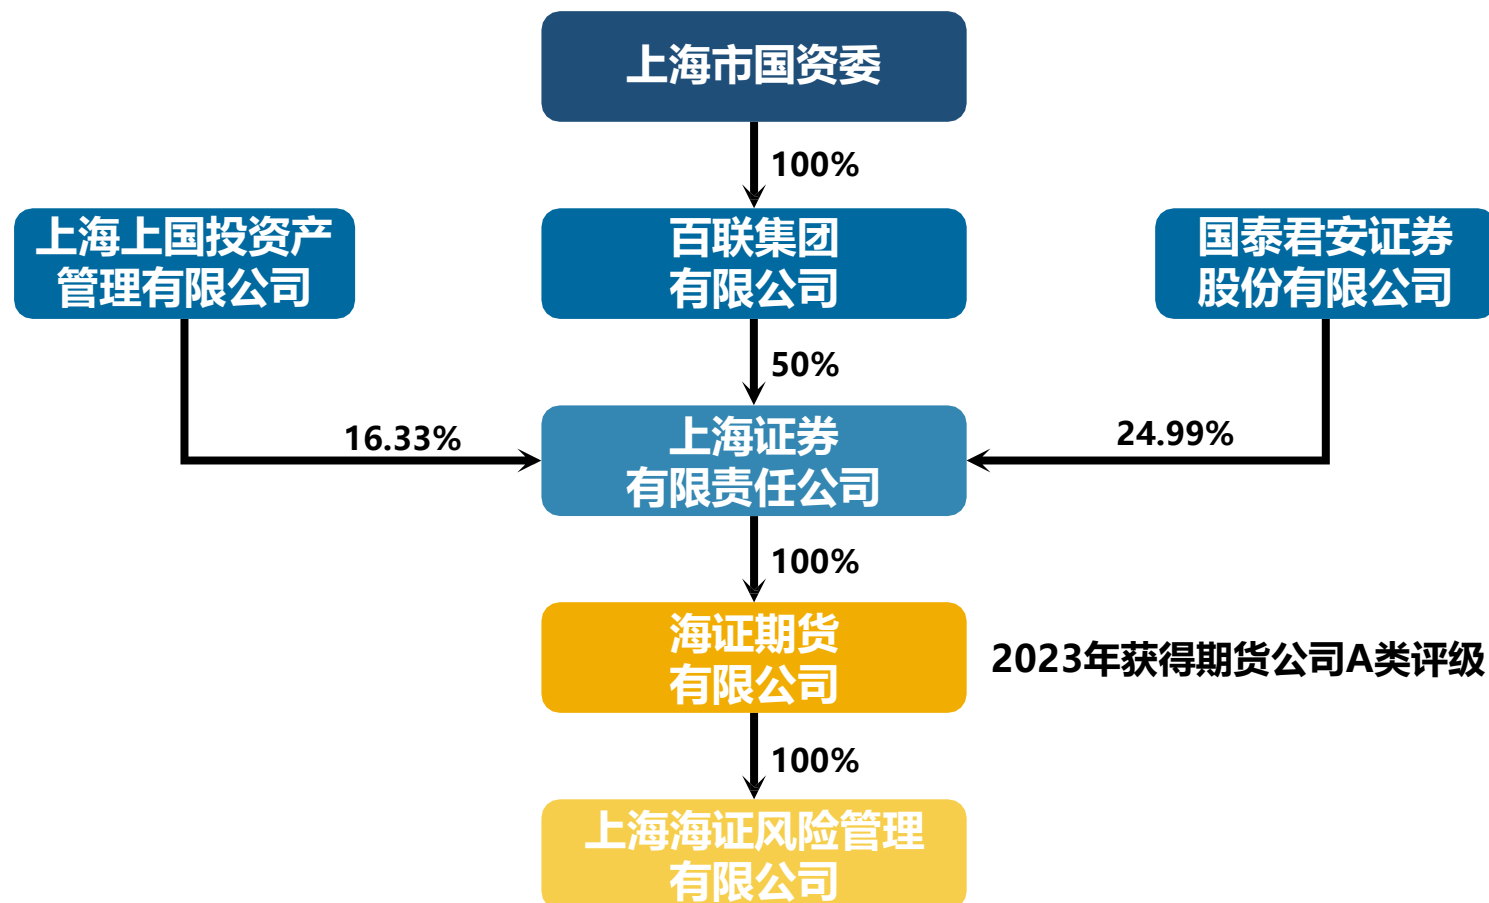 上海市国资委
100%
上海上国投资产
管理有限公司
百联集团
有限公司
国泰君安证券
股份有限公司
50%
16.33%
24.99%
上海证券
有限责任公司
100%
海证期货
有限公司
2023年获得期货公司A类评级
100%
上海海证风险管理
有限公司